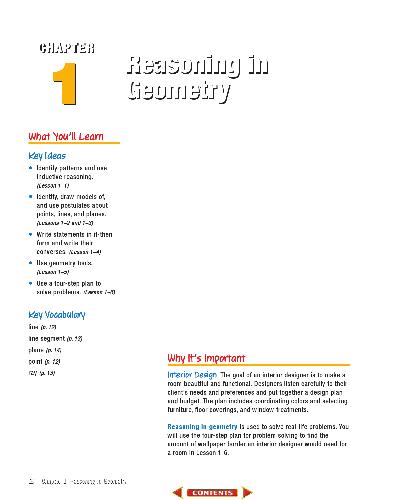 CHAPTER
1
Reasoning in
Geometry
What You'll Learn
Key Ideas
• Identify patterns and use
inductive reasoning.
(Lesson 1–1)
• Identify, draw models of,
and use postulates about
points, lines, and planes.
(Lessons 1–2 and 1–3)
• Write statements in if-then
form and write their
converses. (Lesson 1–4)
• Use geometry tools.
(Lesson 1–5)
• Use a four-step plan to
solve problems. (Lesson 1–6)
Key Vocabulary
line (p. 12)
line segment (p. 13)
plane (p. 14)
point (p. 12)
ray (p. 13)
Why It's Important
Interior Design The goal of an interior designer is to make a
room beautiful and functional. Designers listen carefully to their
client's needs and preferences and put together a design plan
and budget. The plan includes coordinating colors and selecting
furniture, floor coverings, and window treatments.
Reasoning in geometry is used to solve real-life problems. You
will use the four-step plan for problem solving to find the
amount of wallpaper border an interior designer would need for
a room in Lesson 1-6.
2 Chapter 1 Reasoning in Geometry
CONTENTS